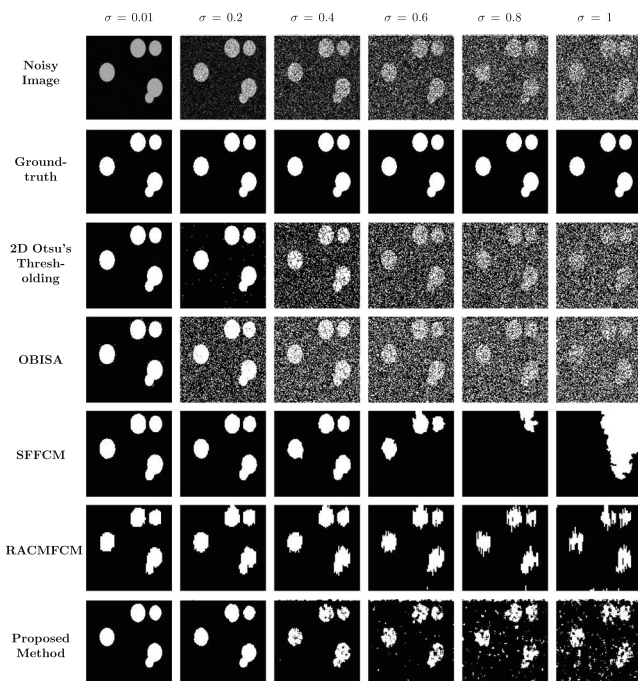 σ = 0.01 σ = 0.2 σ = 0.4 σ = 0.6 σ = 0.8 σ = 1
Noisy
Image
Ground-
truth
2D Otsu's
Thresh-
olding
OBISA
SFFCM
RACMFCM
Proposed
Method